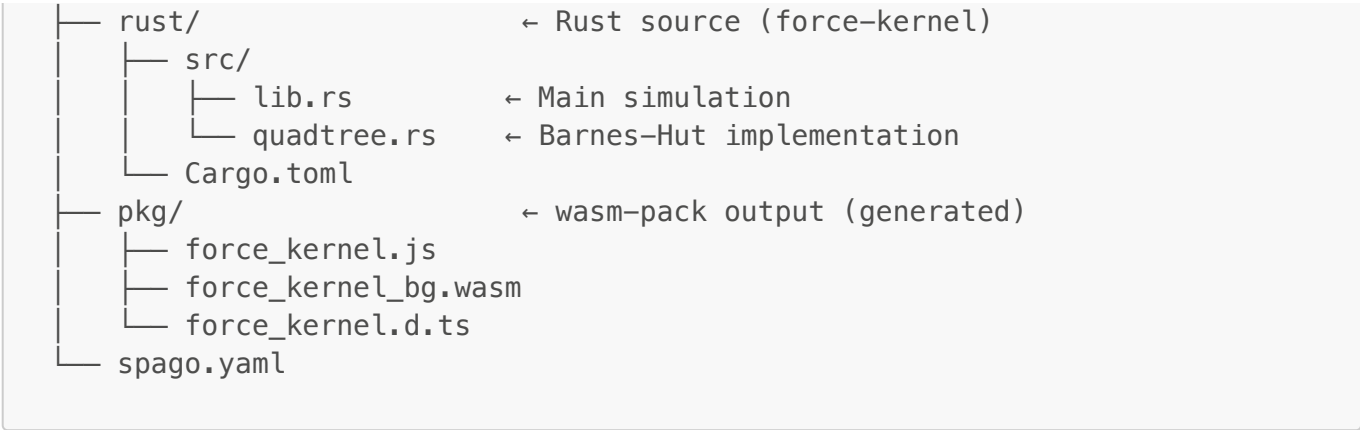 ├── rust/                    ← Rust source (force-kernel)
│   ├── src/
│   │   ├── lib.rs           ← Main simulation
│   │   └── quadtree.rs      ← Barnes-Hut implementation
│   └── Cargo.toml
├── pkg/                     ← wasm-pack output (generated)
│   ├── force_kernel.js
│   ├── force_kernel_bg.wasm
│   └── force_kernel.d.ts
└── spago.yaml